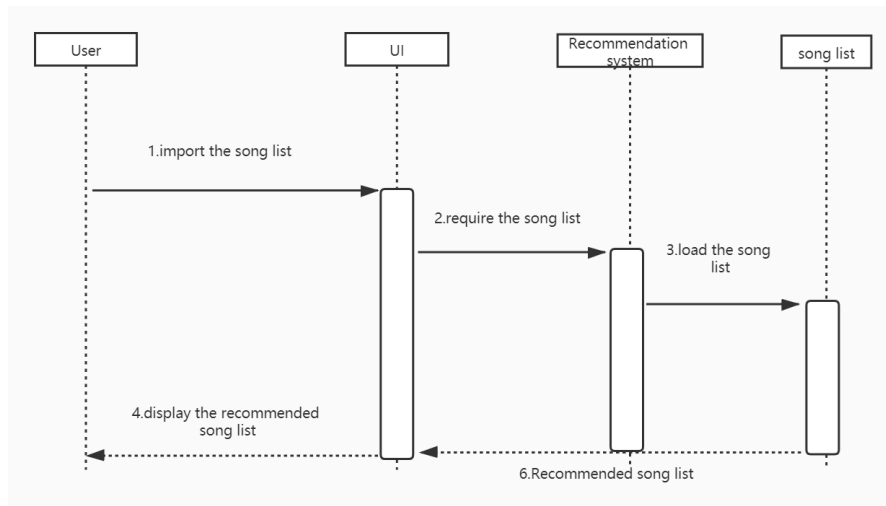 User
UI
Recommendation
system
song list
1.import the song list
2.require the song list
3.load the song
list
4.display the recommended
song list
6.Recommended song list